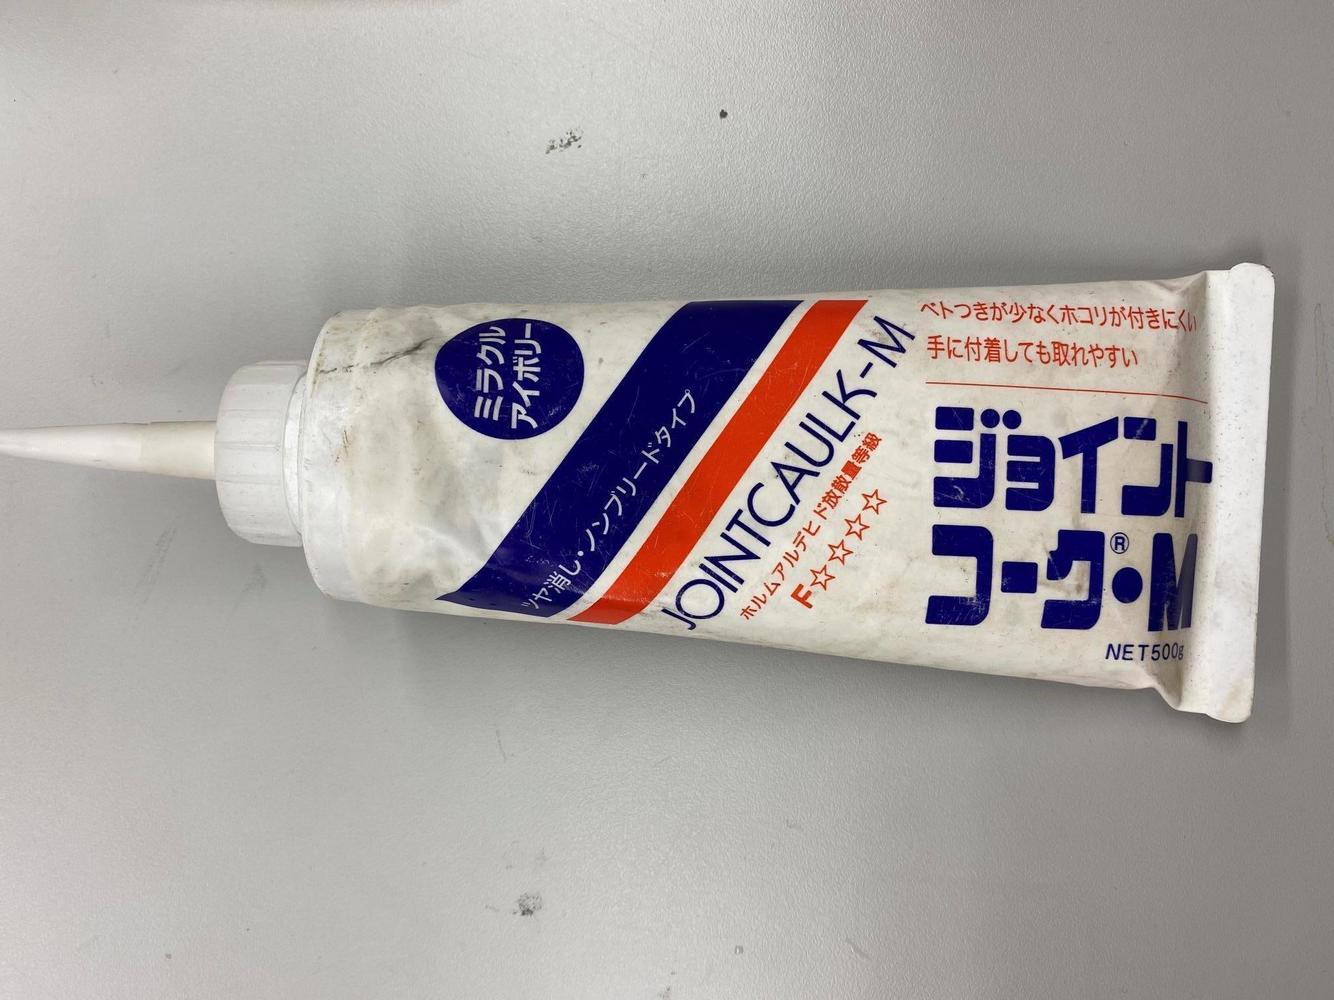 ベトつきが少なくホコリが付きにくい
手に付着しても取れやすい
ジョイント
コーク®・M
NET500g
JOINTCAULK-M
ホルムアルデヒド放散量等級
F☆☆☆☆
ツヤ消し・ノンブリードタイプ
ミラクル
アイボリー